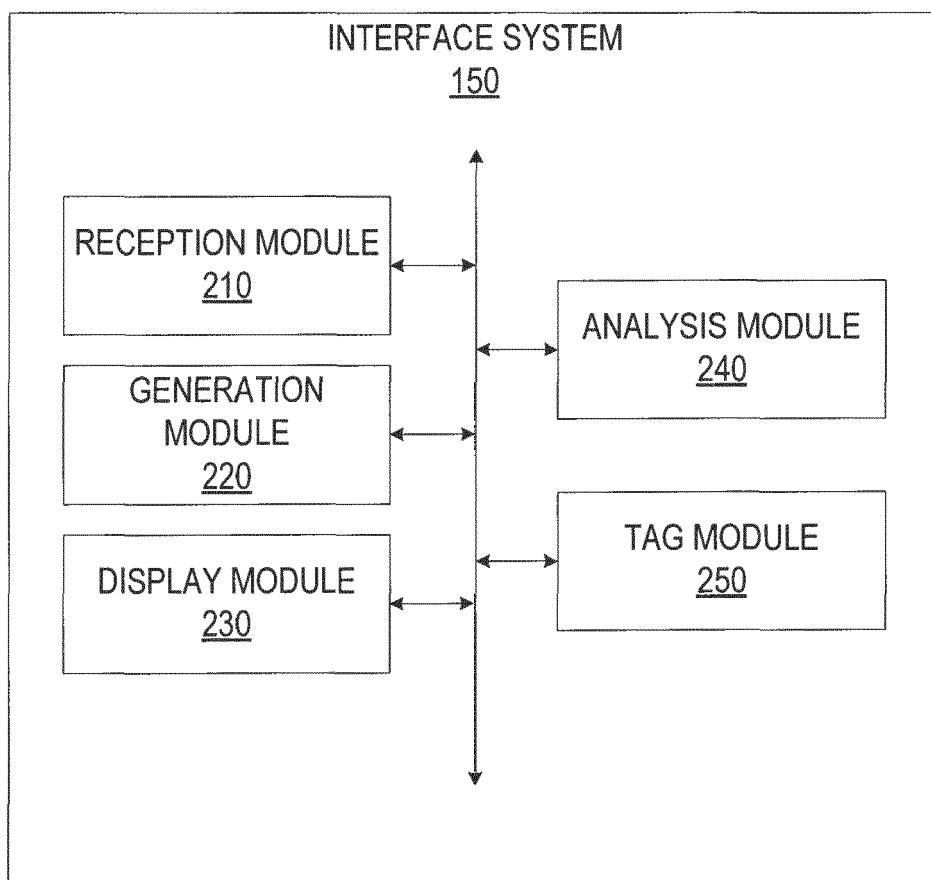 INTERFACE SYSTEM
150
RECEPTION MODULE
210
GENERATION
MODULE
220
DISPLAY MODULE
230
ANALYSIS MODULE
240
TAG MODULE
250